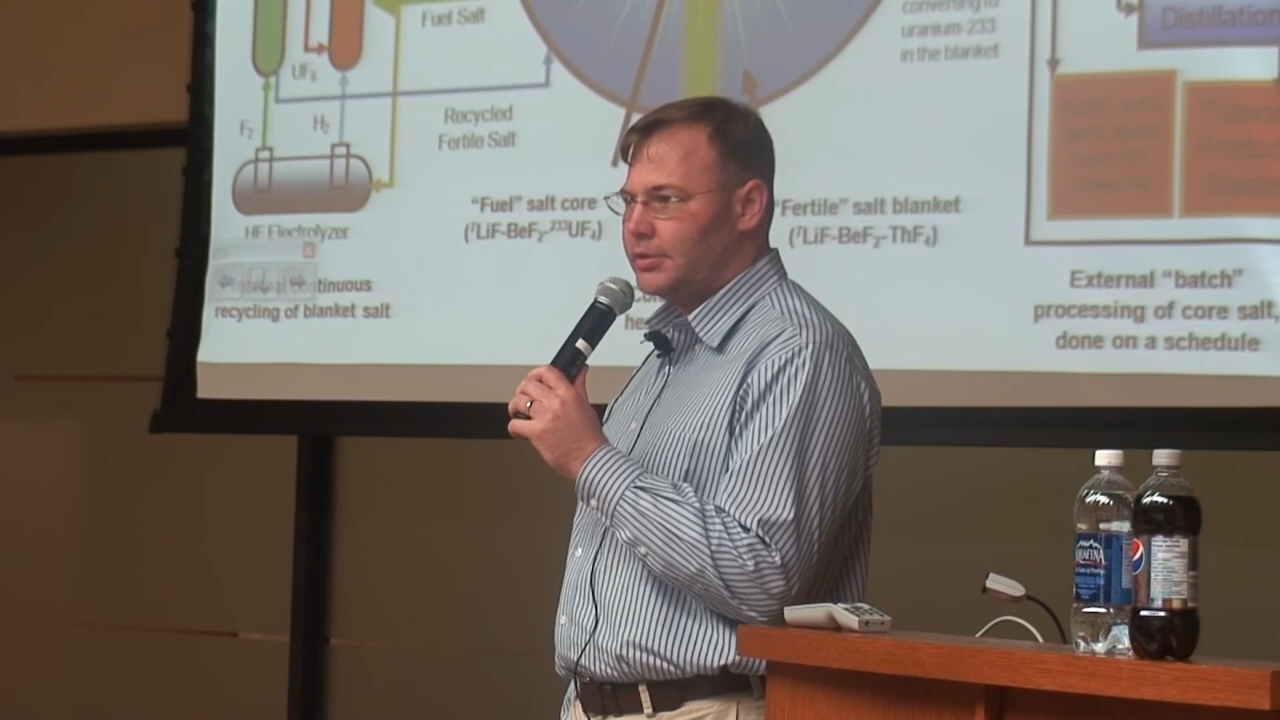 Fuel Salt
UF₆
F₂
H₂
Recycled
Fertile Salt
HF Electrolyzer
tinuous
recycling of blanket salt
"Fuel" salt core
(⁷LiF-BeF₂-²³³UF₄)
"Fertile" salt blanket
(⁷LiF-BeF₂-ThF₄)
converting to
uranium-233
in the blanket
Distillation
External "batch"
processing of core salt,
done on a schedule